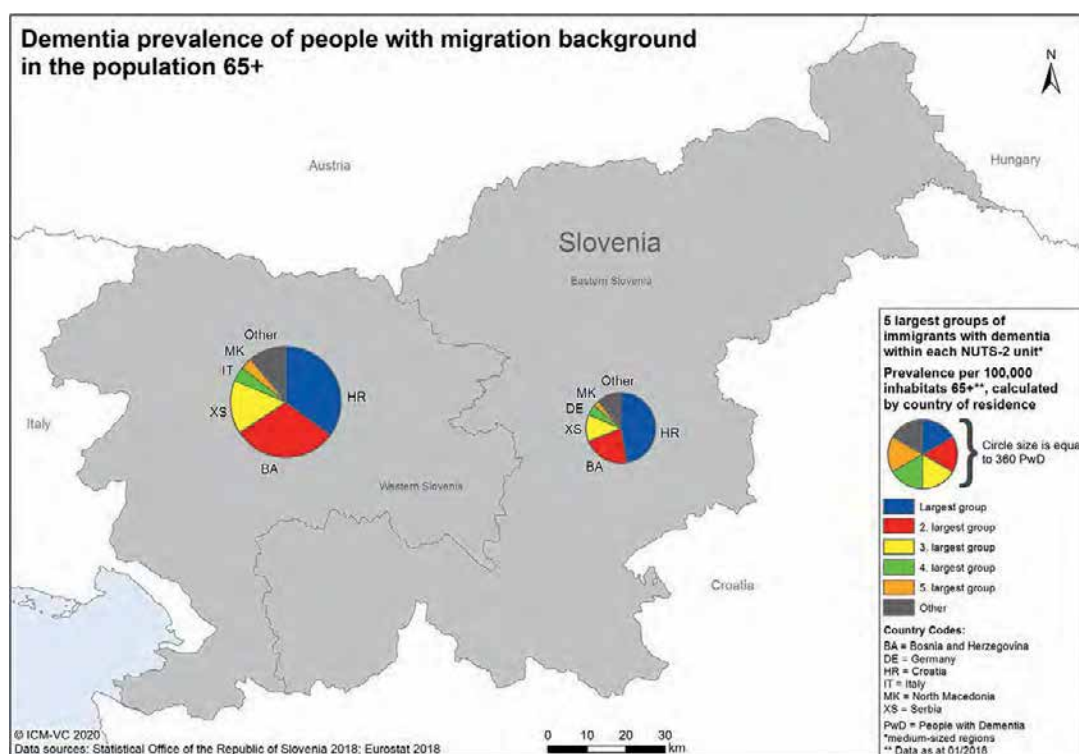 Dementia prevalence of people with migration background
in the population 65+
N
Austria
Hungary
Slovenia
Eastern Slovenia
Other
MK
IT
XS
HR
BA
Other
MK
DE
XS
HR
BA
Italy
Western Slovenia
Croatia
5 largest groups of
immigrants with dementia
within each NUTS-2 unit*
Prevalence per 100,000
inhabitats 65+**, calculated
by country of residence
Circle size is equa
to 360 PwD
Largest group
2. largest group
3. largest group
4. largest group
5. largest group
Other
Country Codes:
BA = Bosnia and Herzegovina
DE = Germany
HR = Croatia
IT = Italy
MK = North Macedonia
XS = Serbia
PwD = People with Dementia
*medium-sized regions
** Data as at 01/2018
© ICM-VC 2020
Data sources: Statistical Office of the Republic of Slovenia 2018; Eurostat 2018
0 10 20 30
km